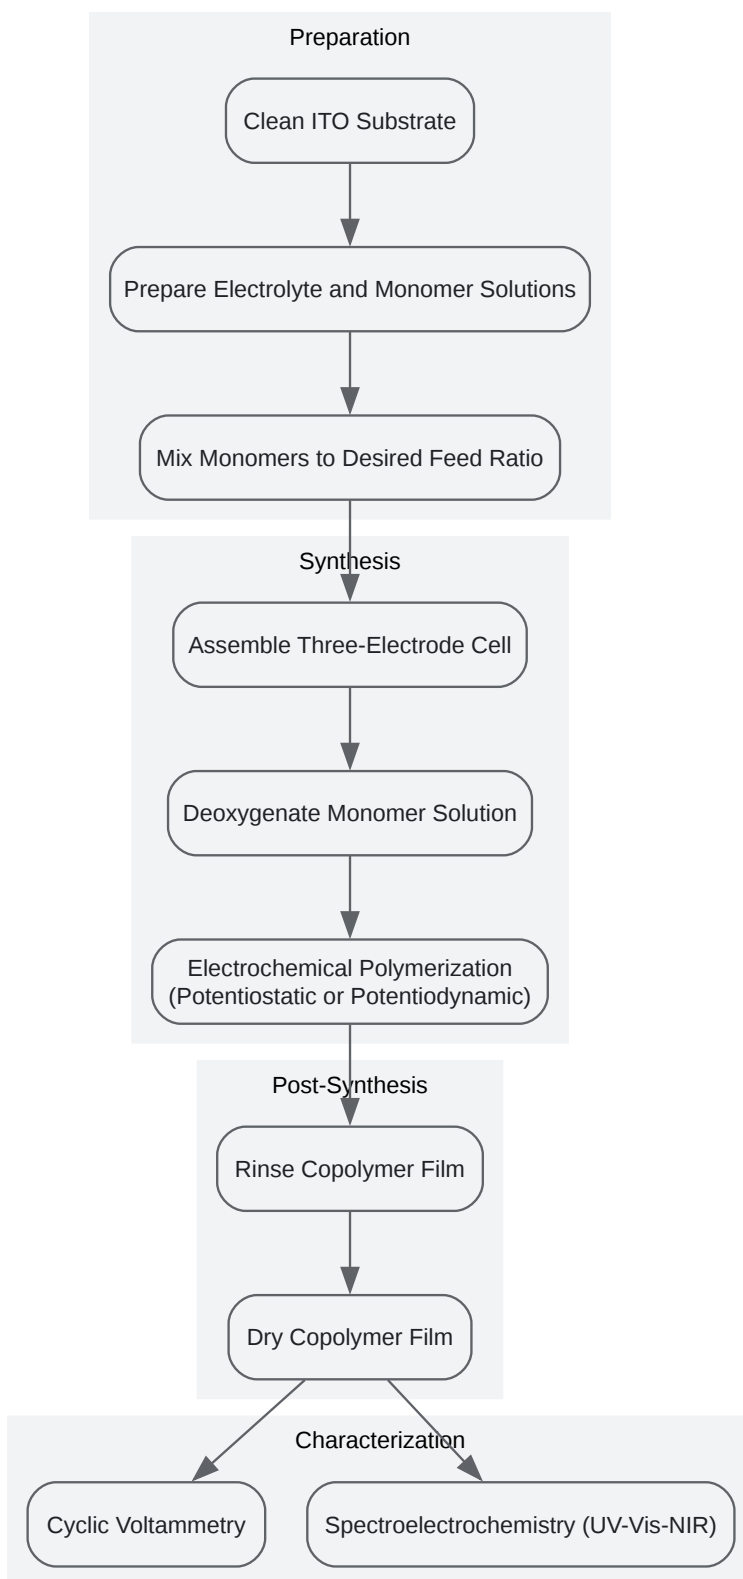 Preparation
Clean ITO Substrate
Prepare Electrolyte and Monomer Solutions
Mix Monomers to Desired Feed Ratio
Synthesis
Assemble Three-Electrode Cell
Deoxygenate Monomer Solution
Electrochemical Polymerization
(Potentiostatic or Potentiodynamic)
Post-Synthesis
Rinse Copolymer Film
Dry Copolymer Film
Characterization
Cyclic Voltammetry
Spectroelectrochemistry (UV-Vis-NIR)